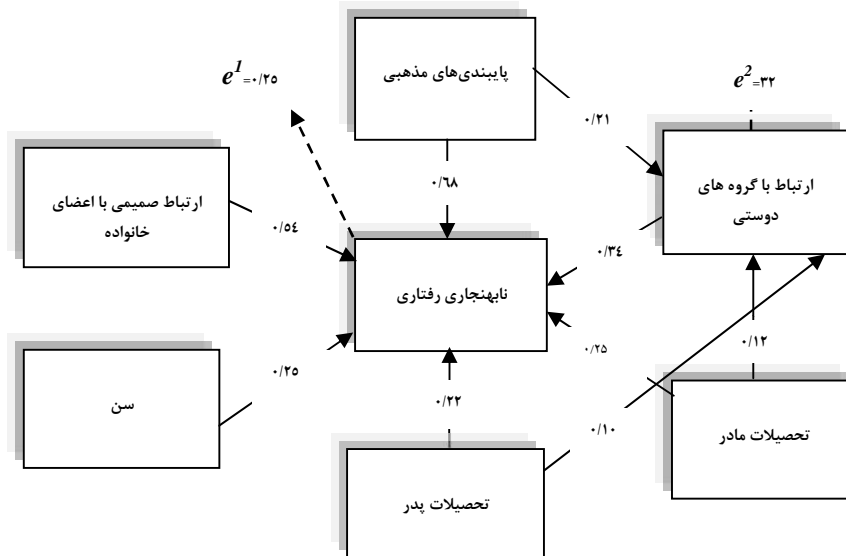 پایبندی‌های مذهبی
e¹=۰/۲۵
e²=۳۲
۰/۲۱
ارتباط با گروه های
دوستی
۰/۶۸
ارتباط صمیمی با اعضای
خانواده
۰/۵۴
۰/۳۴
نابهنجاری رفتاری
۰/۱۲
۰/۲۵
۰/۲۵
۰/۲۲
سن
۰/۱۰
تحصیلات مادر
تحصیلات پدر